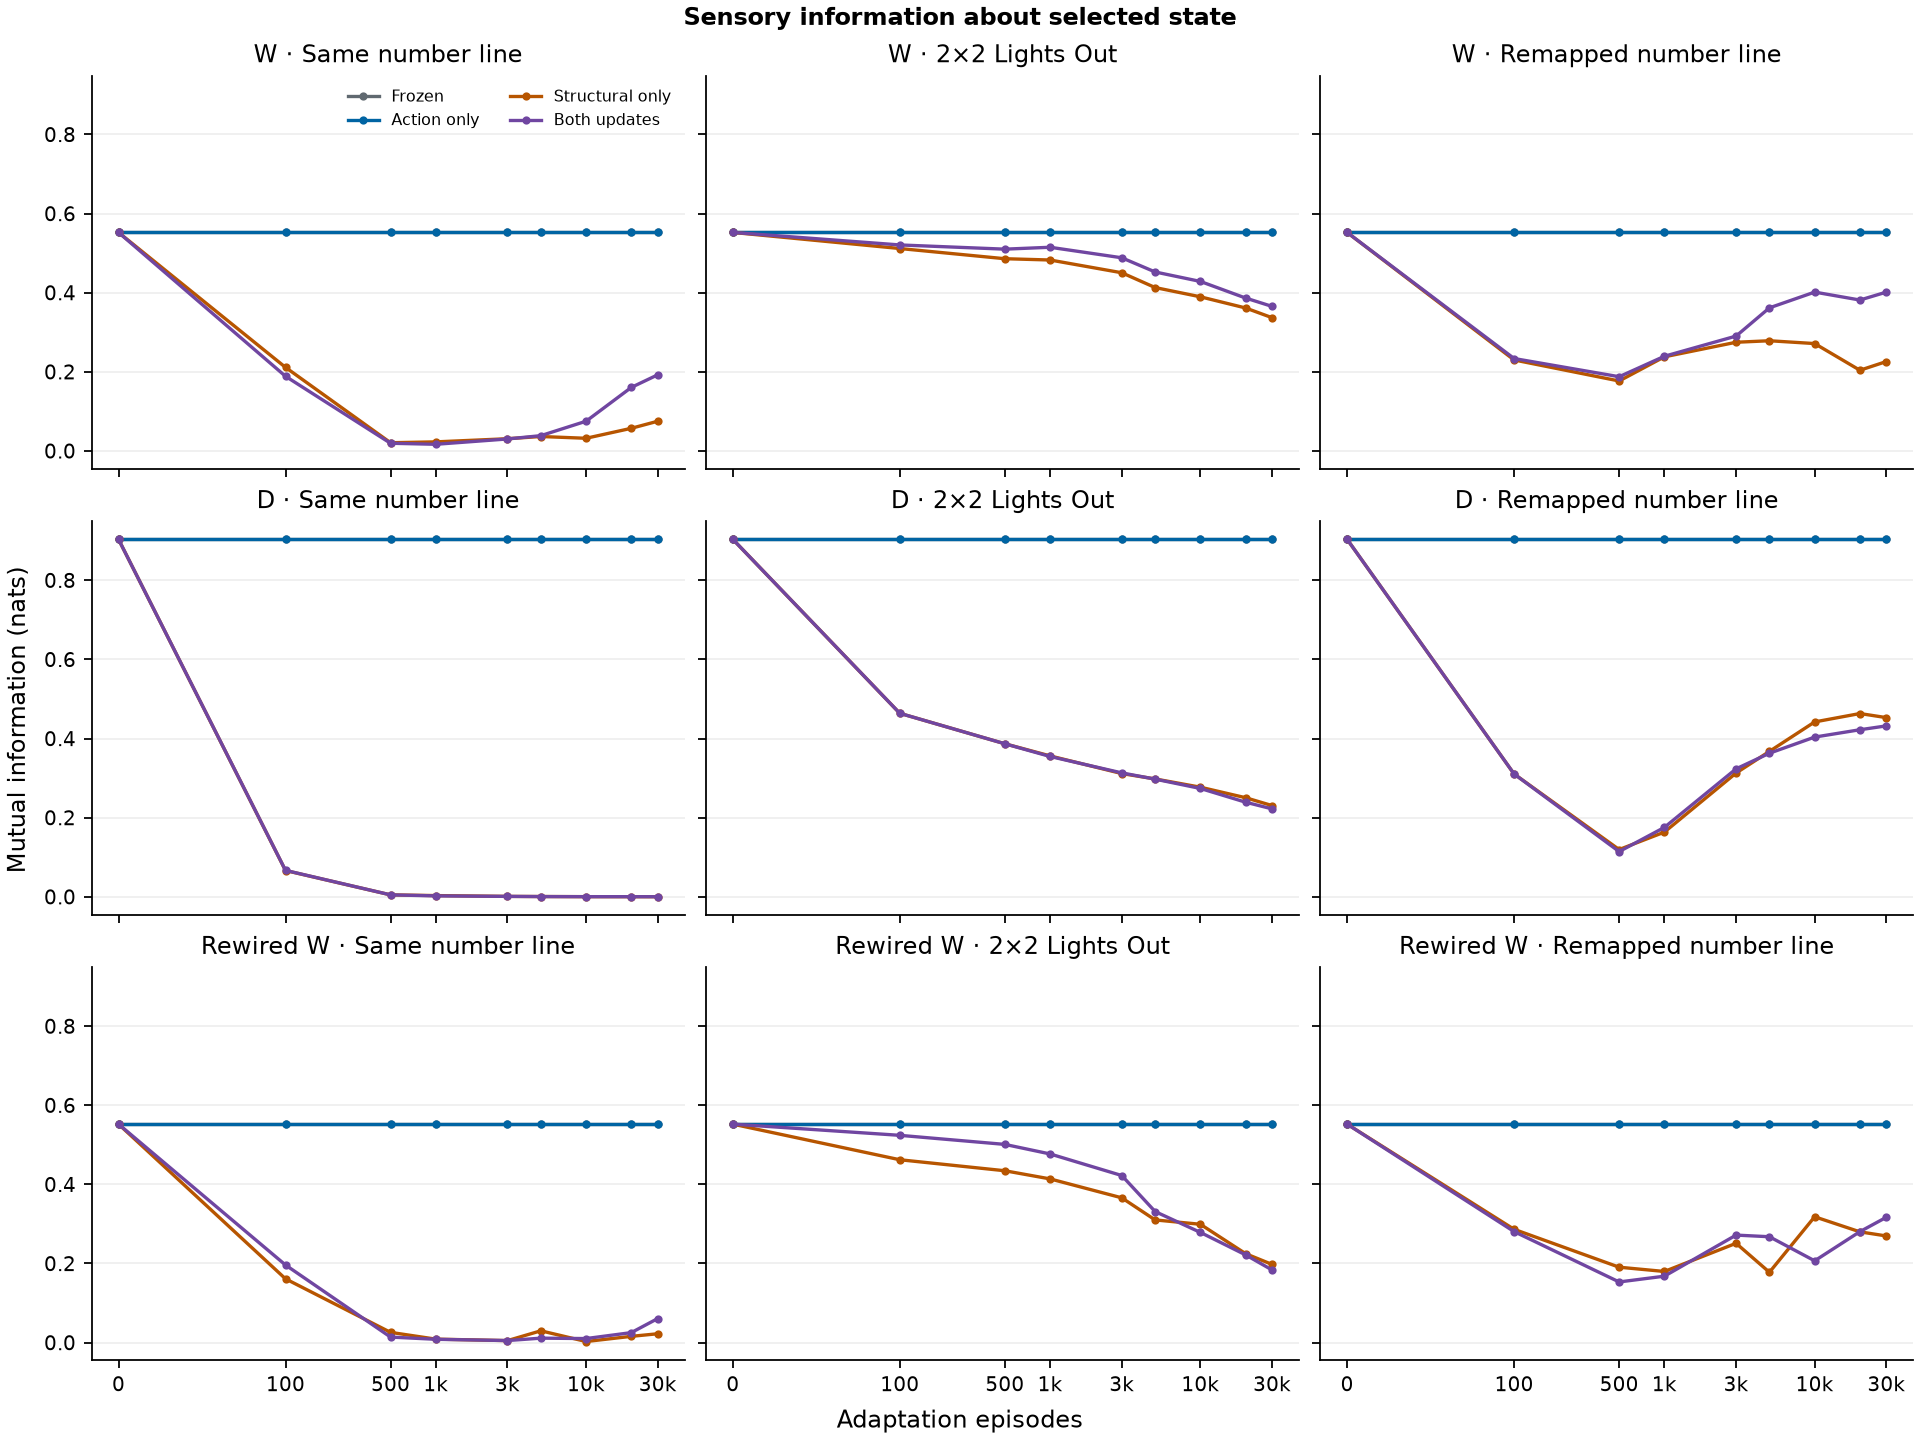 Sensory information about selected state
W · Same number line
W · 2×2 Lights Out
W · Remapped number line
Frozen
Action only
Structural only
Both updates
0.8
0.6
0.4
0.2
0.0
D · Same number line
D · 2×2 Lights Out
D · Remapped number line
Mutual information (nats)
0.8
0.6
0.4
0.2
0.0
Rewired W · Same number line
Rewired W · 2×2 Lights Out
Rewired W · Remapped number line
0.8
0.6
0.4
0.2
0.0
0 100 500 1k 3k 10k 30k
0 100 500 1k 3k 10k 30k
0 100 500 1k 3k 10k 30k
Adaptation episodes